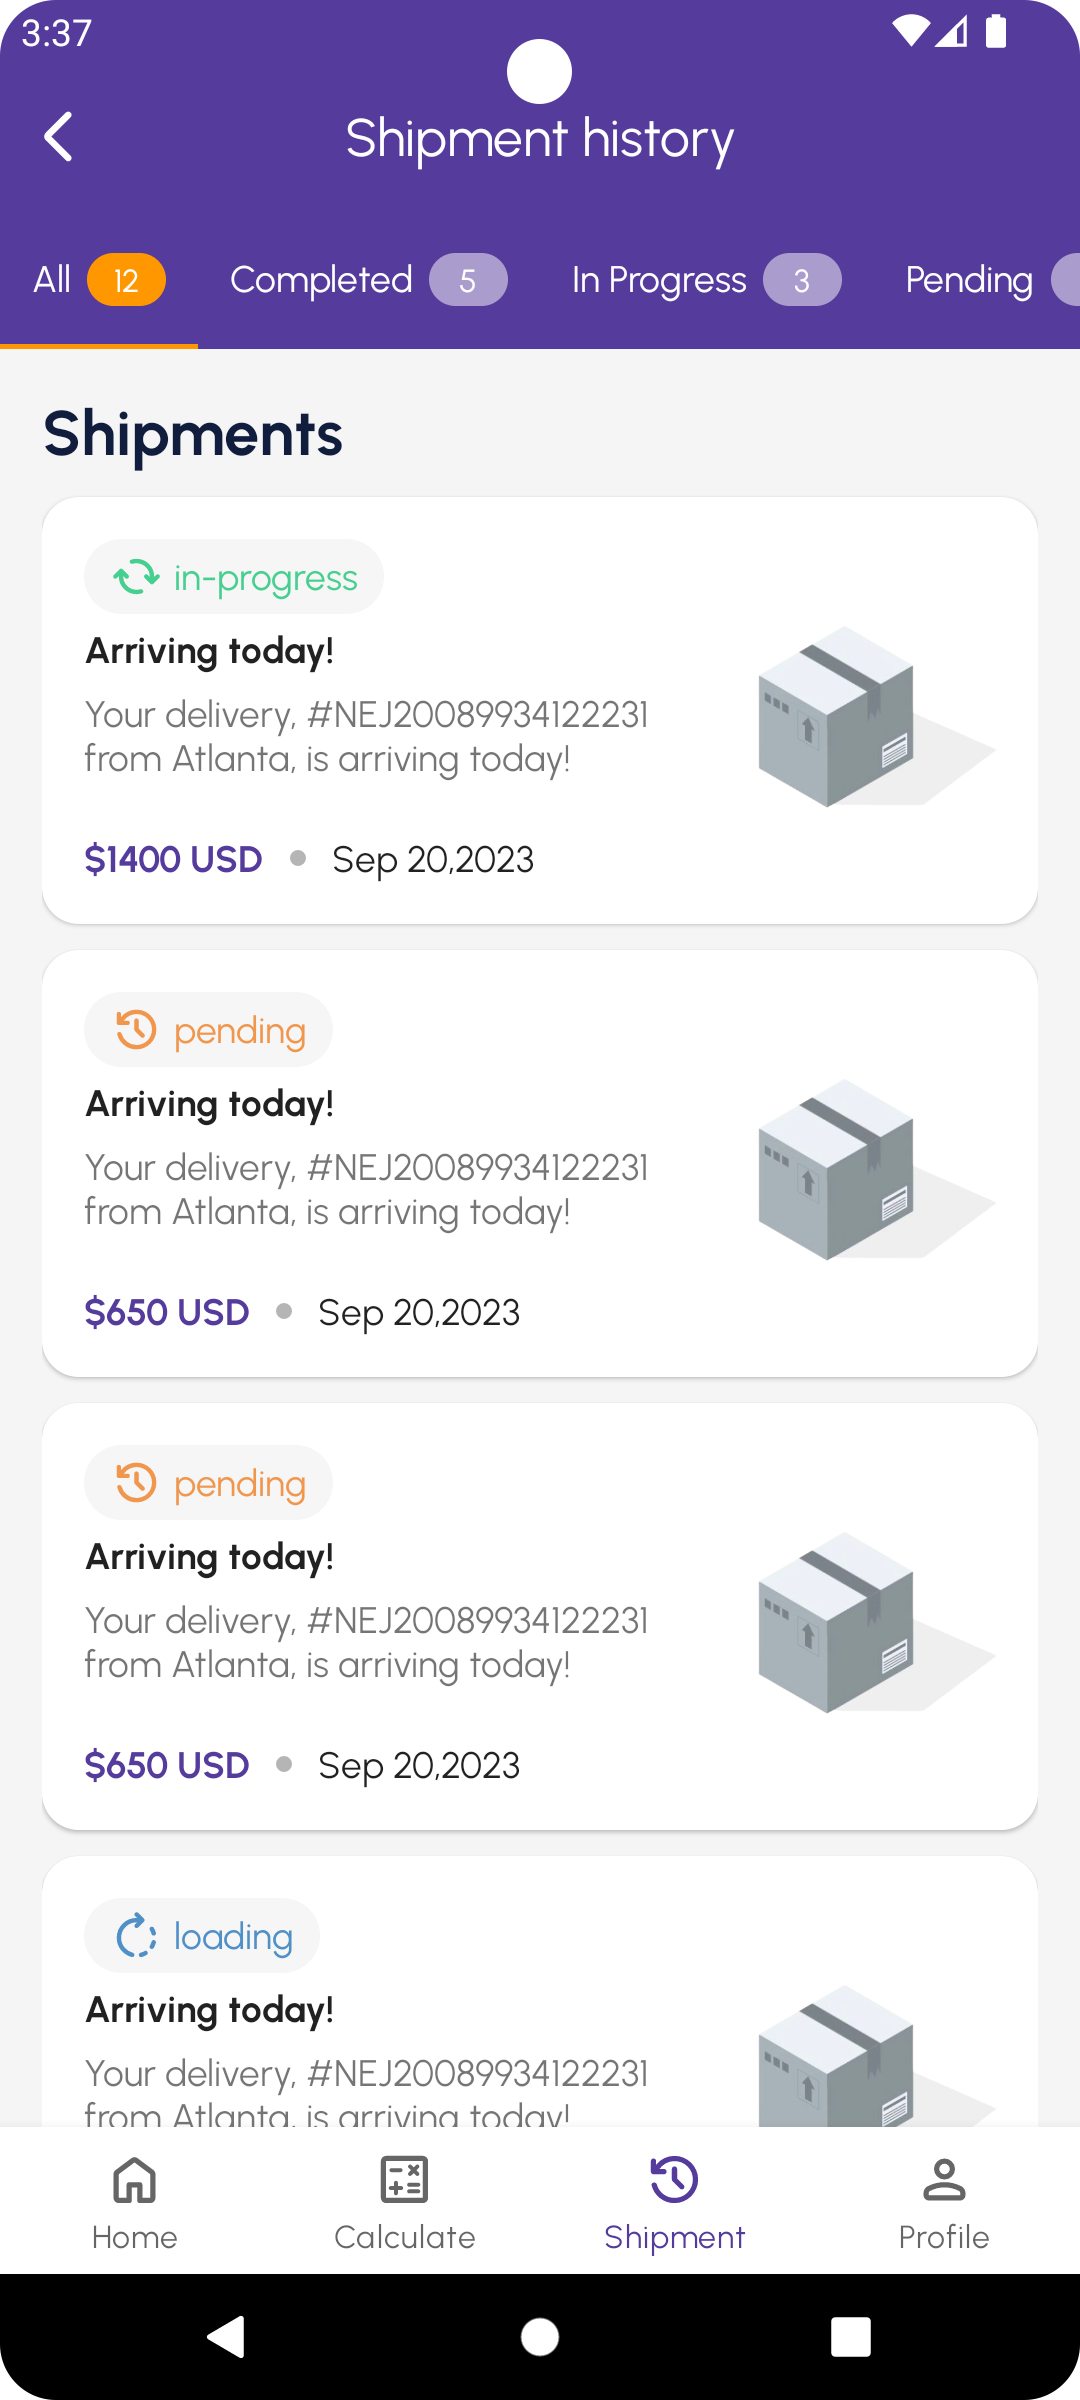 3:37
Shipment history
All 12 Completed 5 In Progress 3 Pending
Shipments
in-progress
Arriving today!
Your delivery, #NEJ20089934122231
from Atlanta, is arriving today!
$1400 USD Sep 20,2023
pending
Arriving today!
Your delivery, #NEJ20089934122231
from Atlanta, is arriving today!
$650 USD Sep 20,2023
pending
Arriving today!
Your delivery, #NEJ20089934122231
from Atlanta, is arriving today!
$650 USD Sep 20,2023
loading
Arriving today!
Your delivery, #NEJ20089934122231
from Atlanta, is arriving today!
Home Calculate Shipment Profile